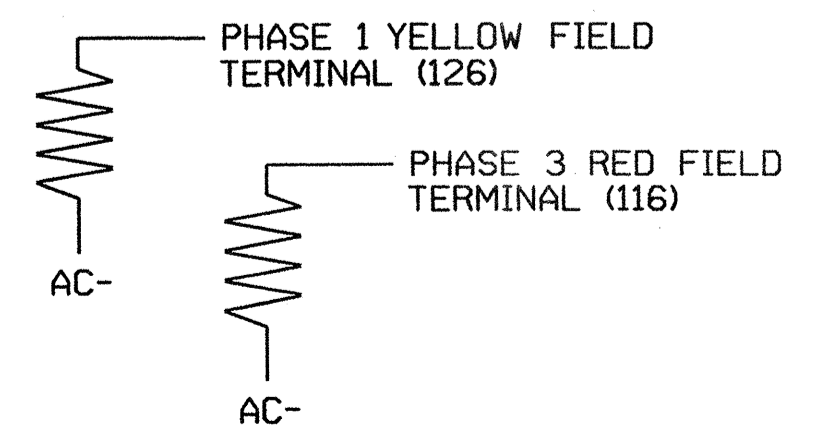 PHASE 1 YELLOW FIELD
TERMINAL (126)
PHASE 3 RED FIELD
TERMINAL (116)
AC-
AC-